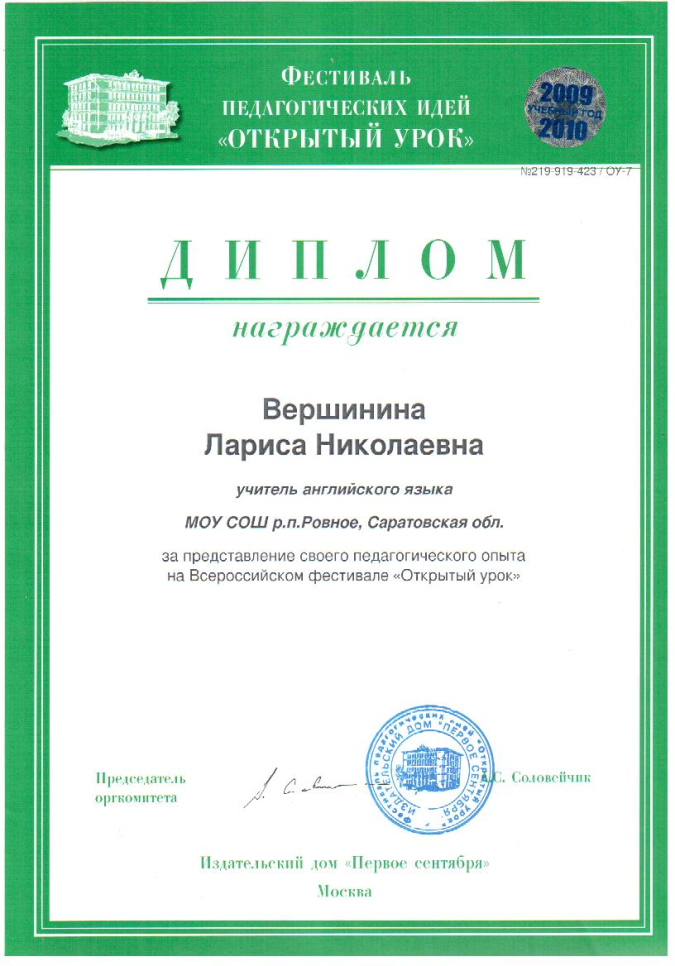 ФЕСТИВАЛЬ
ПЕДАГОГИЧЕСКИХ ИДЕЙ
«ОТКРЫТЫЙ УРОК»
2009
УЧЕБНЫЙ ГОД
2010
№219-919-423 / ОУ-7
ДИПЛОМ
награждается
Вершинина
Лариса Николаевна
учитель английского языка
МОУ СОШ р.п.Ровное, Саратовская обл.
за представление своего педагогического опыта
на Всероссийском фестивале «Открытый урок»
Фестиваль педагогических идей "Открытый урок"
ИЗДАТЕЛЬСКИЙ ДОМ "ПЕРВОЕ СЕНТЯБРЯ"
Председатель
оргкомитета
С. Соловейчик
Издательский дом «Первое сентября»
Москва